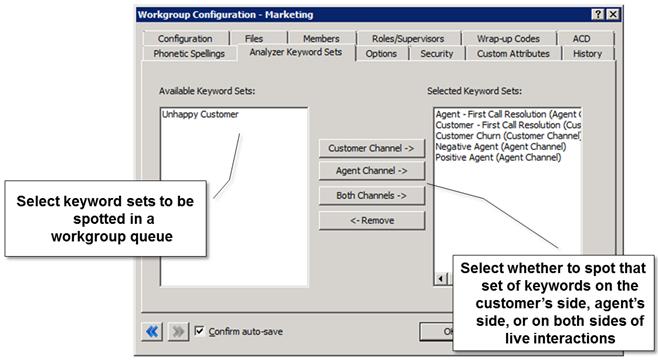 Workgroup Configuration - Marketing
Configuration Files Members Roles/Supervisors Wrap-up Codes ACD
Phonetic Spellings Analyzer Keyword Sets Options Security Custom Attributes History
Available Keyword Sets:
Unhappy Customer
Selected Keyword Sets:
Agent - First Call Resolution (Agent
Customer - First Call Resolution (Cus
Customer Churn (Customer Channel)
Negative Agent (Agent Channel)
Positive Agent (Agent Channel)
Customer Channel ->
Agent Channel ->
Both Channels ->
<- Remove
Select keyword sets to be
spotted in a
workgroup queue
Select whether to spot that
set of keywords on the
customer's side, agent's
side, or on both sides of
live interactions
Confirm auto-save